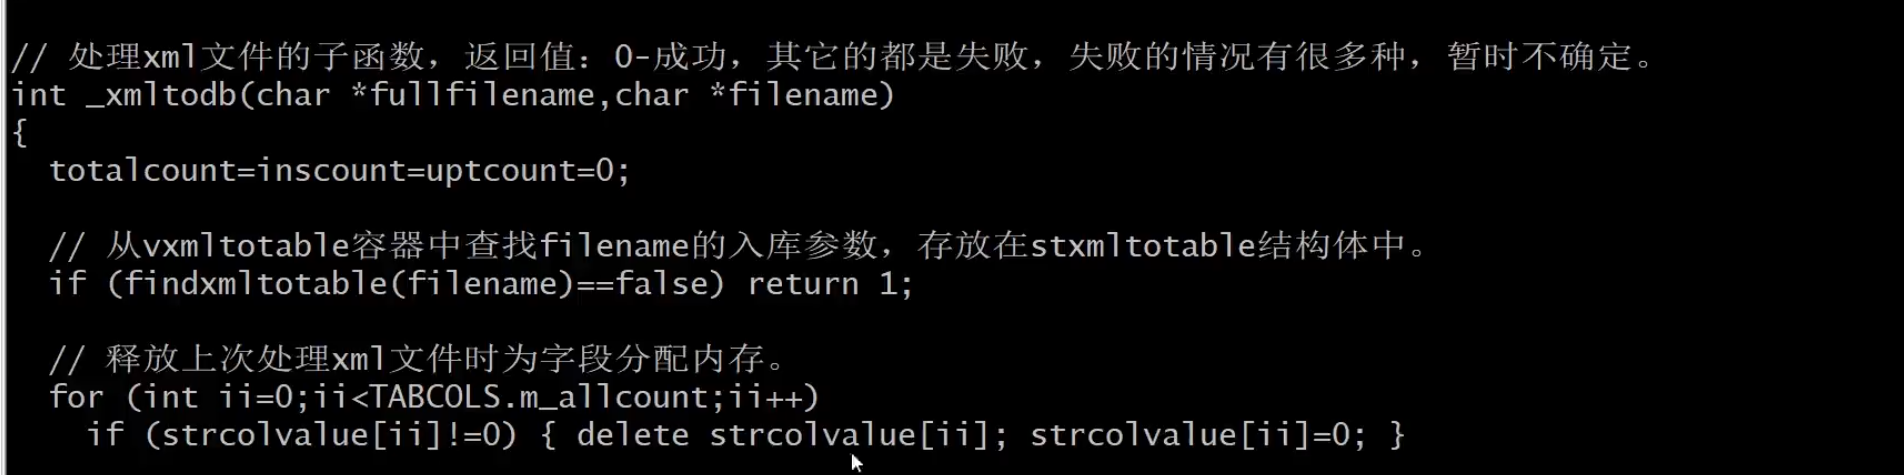 // 处理xml文件的子函数，返回值：0-成功，其它的都是失败，失败的情况有很多种，暂时不确定。
int _xmltodb(char *fullfilename,char *filename)
{
  totalcount=inscount=uptcount=0;
  // 从vxmltotable容器中查找filename的入库参数，存放在stxmltotable结构体中。
  if (findxmltotable(filename)==false) return 1;
  // 释放上次处理xml文件时为字段分配内存。
  for (int ii=0;ii<TABCOLS.m_allcount;ii++)
    if (strcolvalue[ii]!=0) { delete strcolvalue[ii]; strcolvalue[ii]=0; }